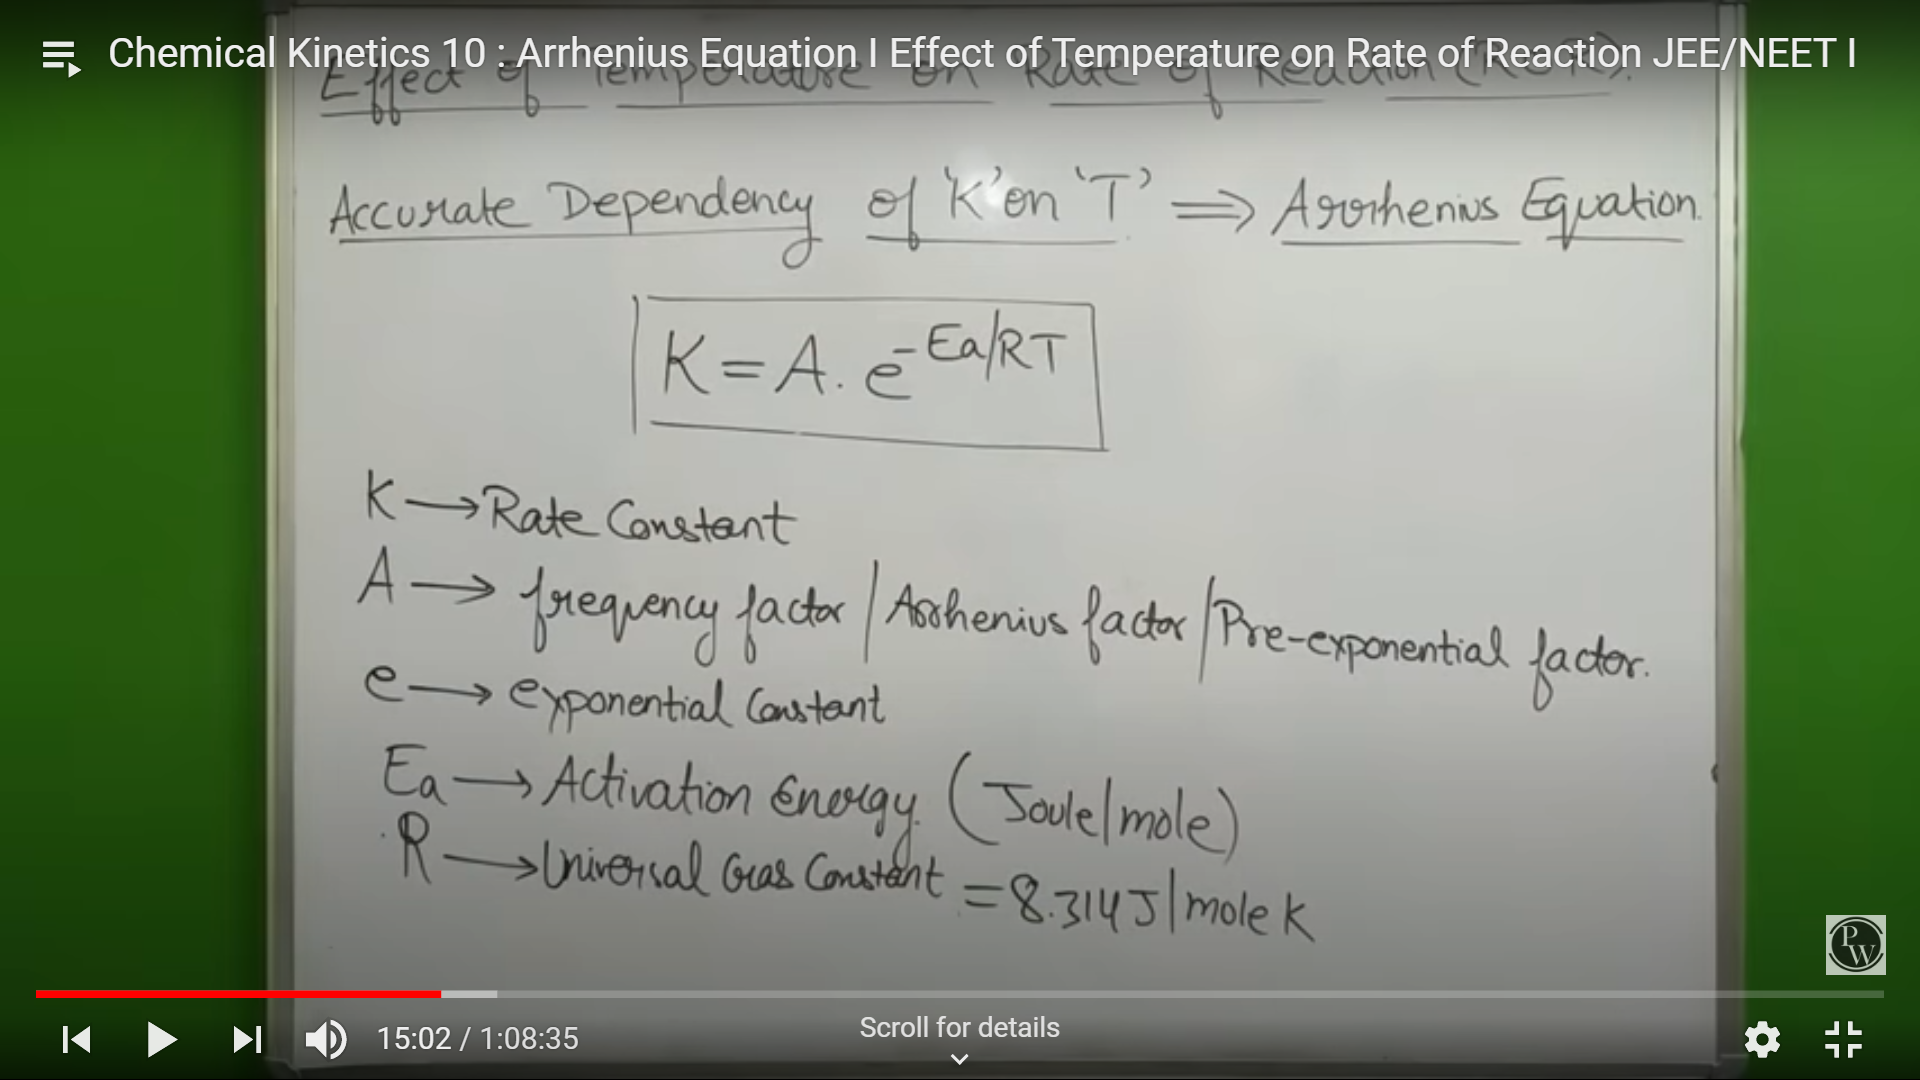 Chemical Kinetics 10 : Arrhenius Equation I Effect of Temperature on Rate of Reaction JEE/NEET I
Effect of Temperature on Rate of Reaction (ROR).
Accurate Dependency of 'K' on 'T' ⟹ Arrhenius Equation.
K = A. e^-Ea/RT
K → Rate Constant
A → frequency factor / Arrhenius factor / Pre-exponential factor.
e → exponential Constant
Ea → Activation Energy. (Joule/mole)
R → Universal Gas Constant = 8.314 J/mole K
PW
15:02 / 1:08:35
Scroll for details